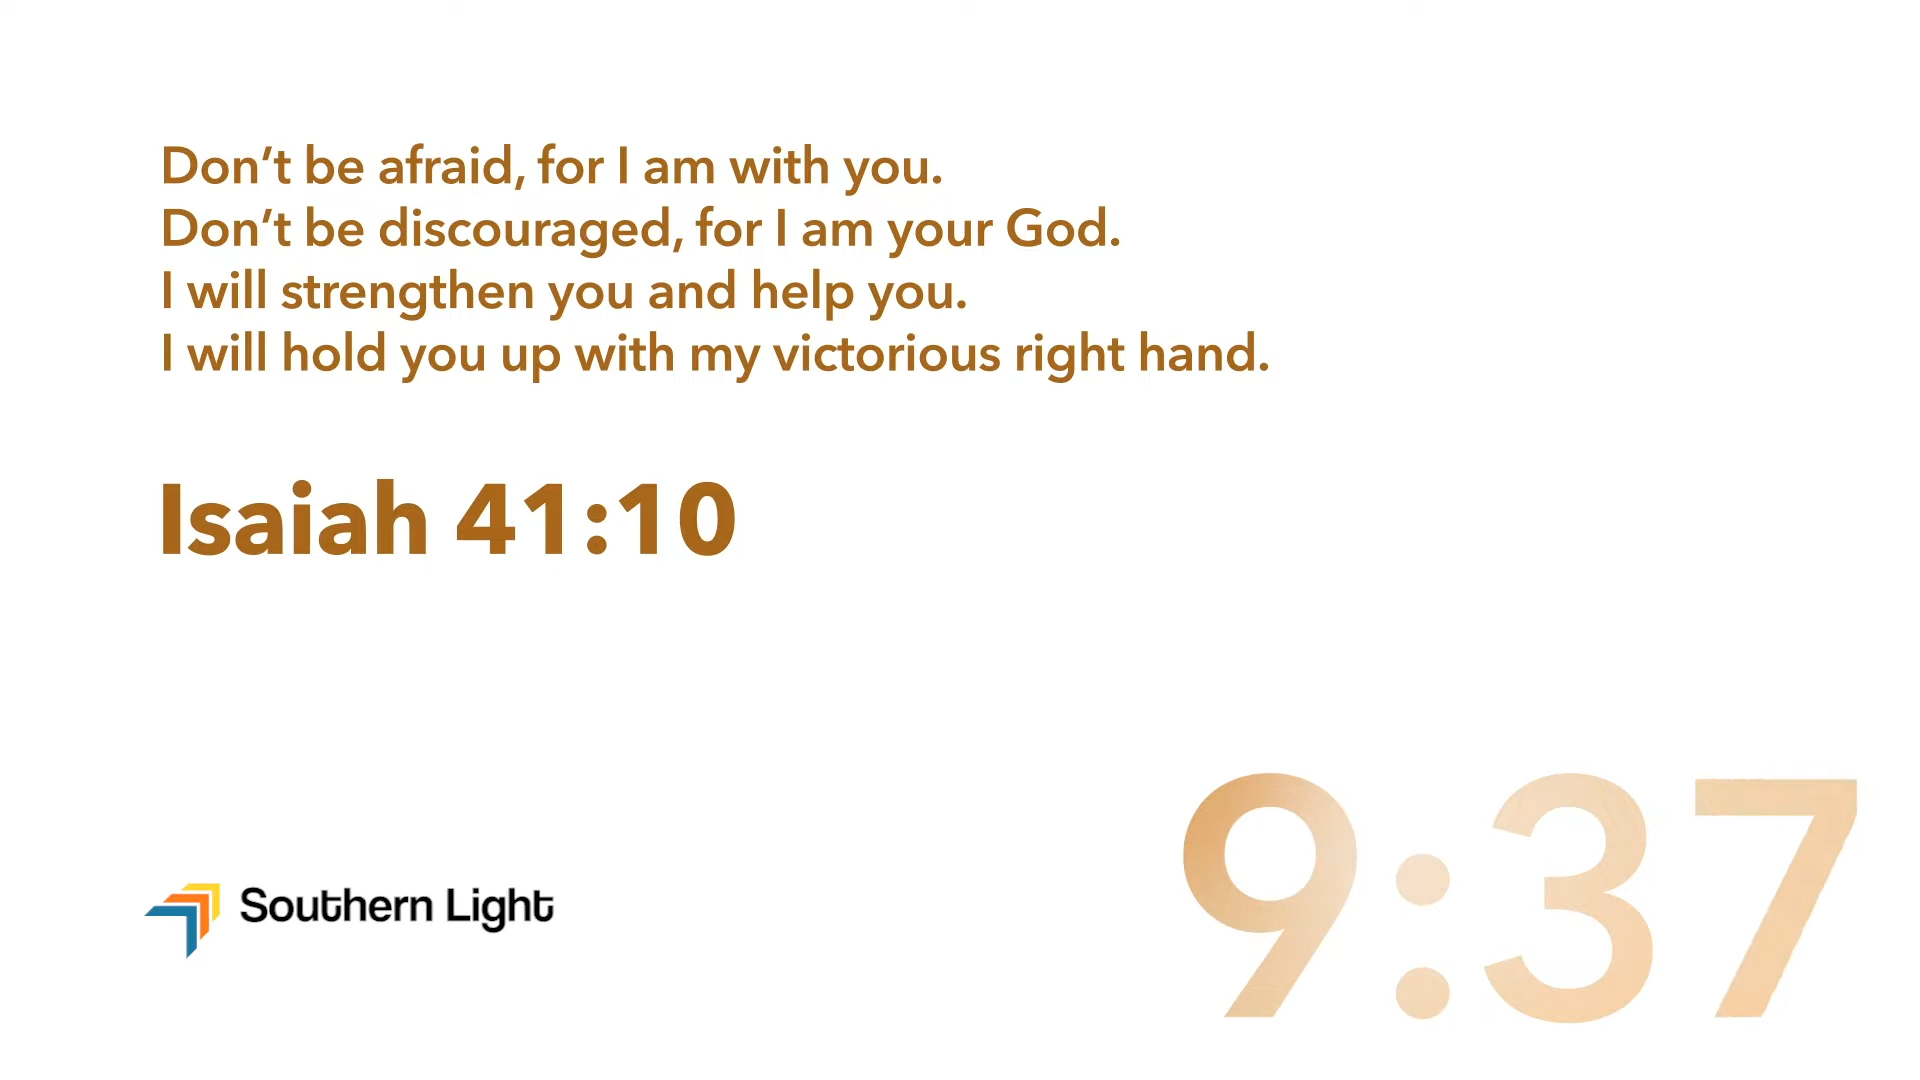 Don’t be afraid, for I am with you.
Don’t be discouraged, for I am your God.
I will strengthen you and help you.
I will hold you up with my victorious right hand.
Isaiah 41:10
Southern Light
9:37